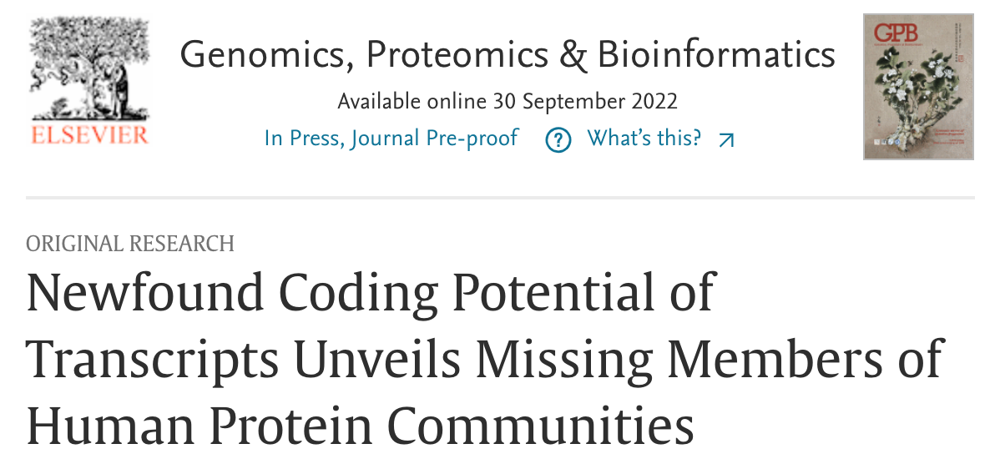 ELSEVIER
Genomics, Proteomics & Bioinformatics
Available online 30 September 2022
In Press, Journal Pre-proof ? What's this? ↗
GPB
ORIGINAL RESEARCH
Newfound Coding Potential of
Transcripts Unveils Missing Members of
Human Protein Communities